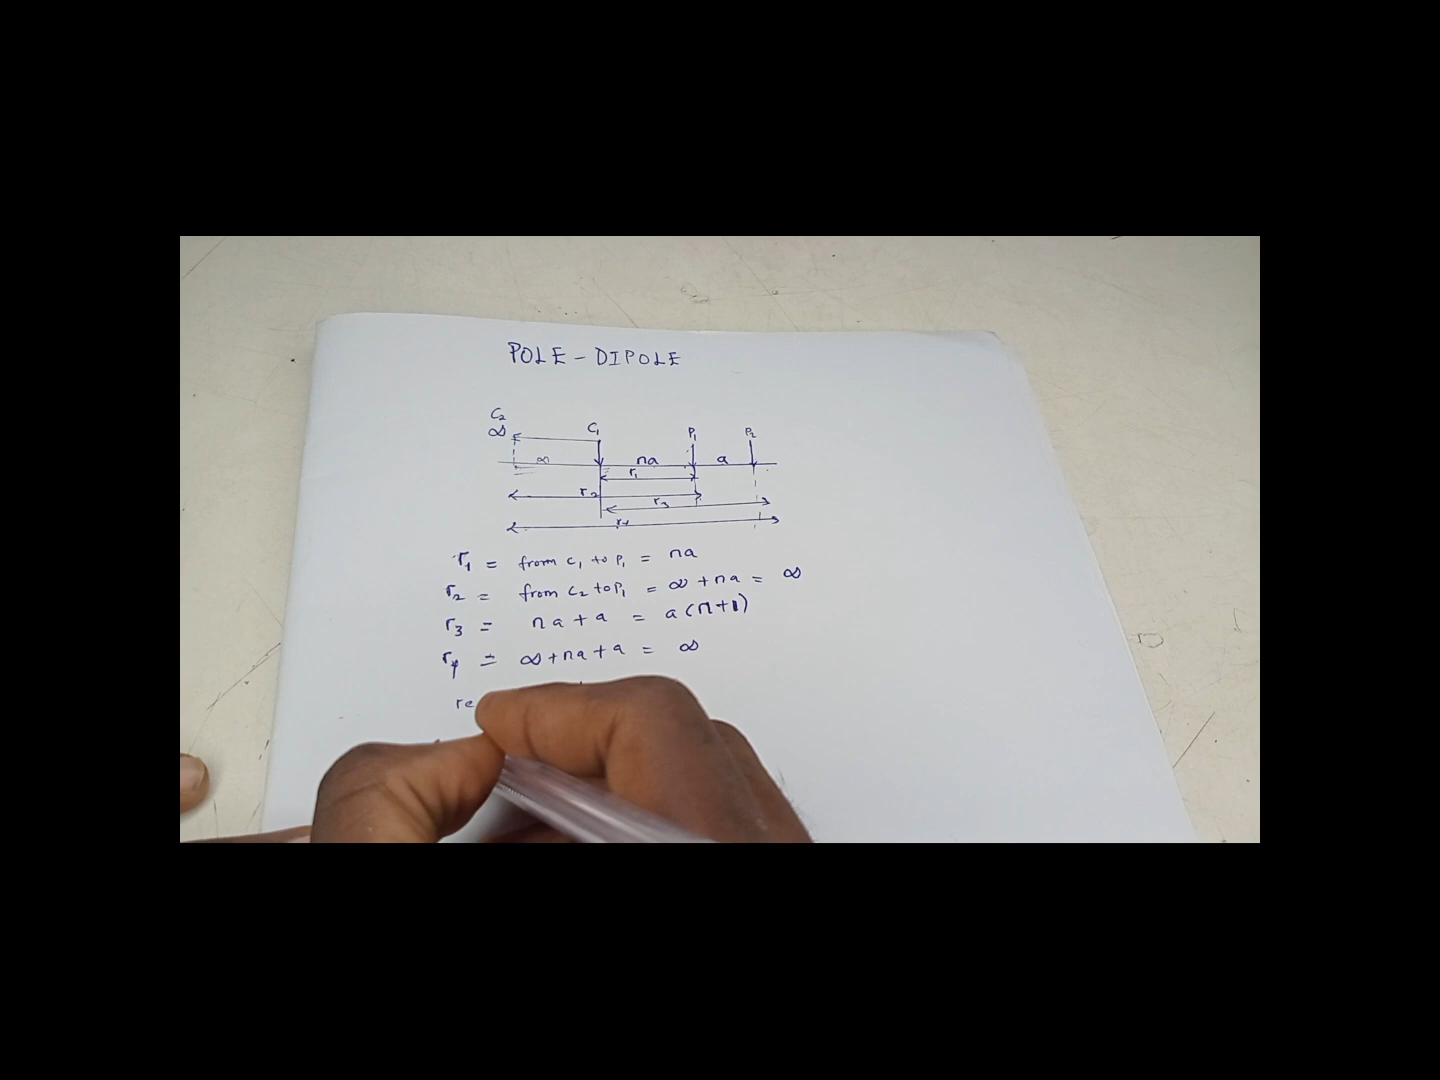 POLE - DIPOLE
C2
∞
C1
P1
P2
∞
na
a
r1
r2
r3
r4
r1 = from C1 to P1 = na
r2 = from C2 to P1 = ∞ + na = ∞
r3 = na + a = a(n+1)
r4 = ∞ + na + a = ∞
re